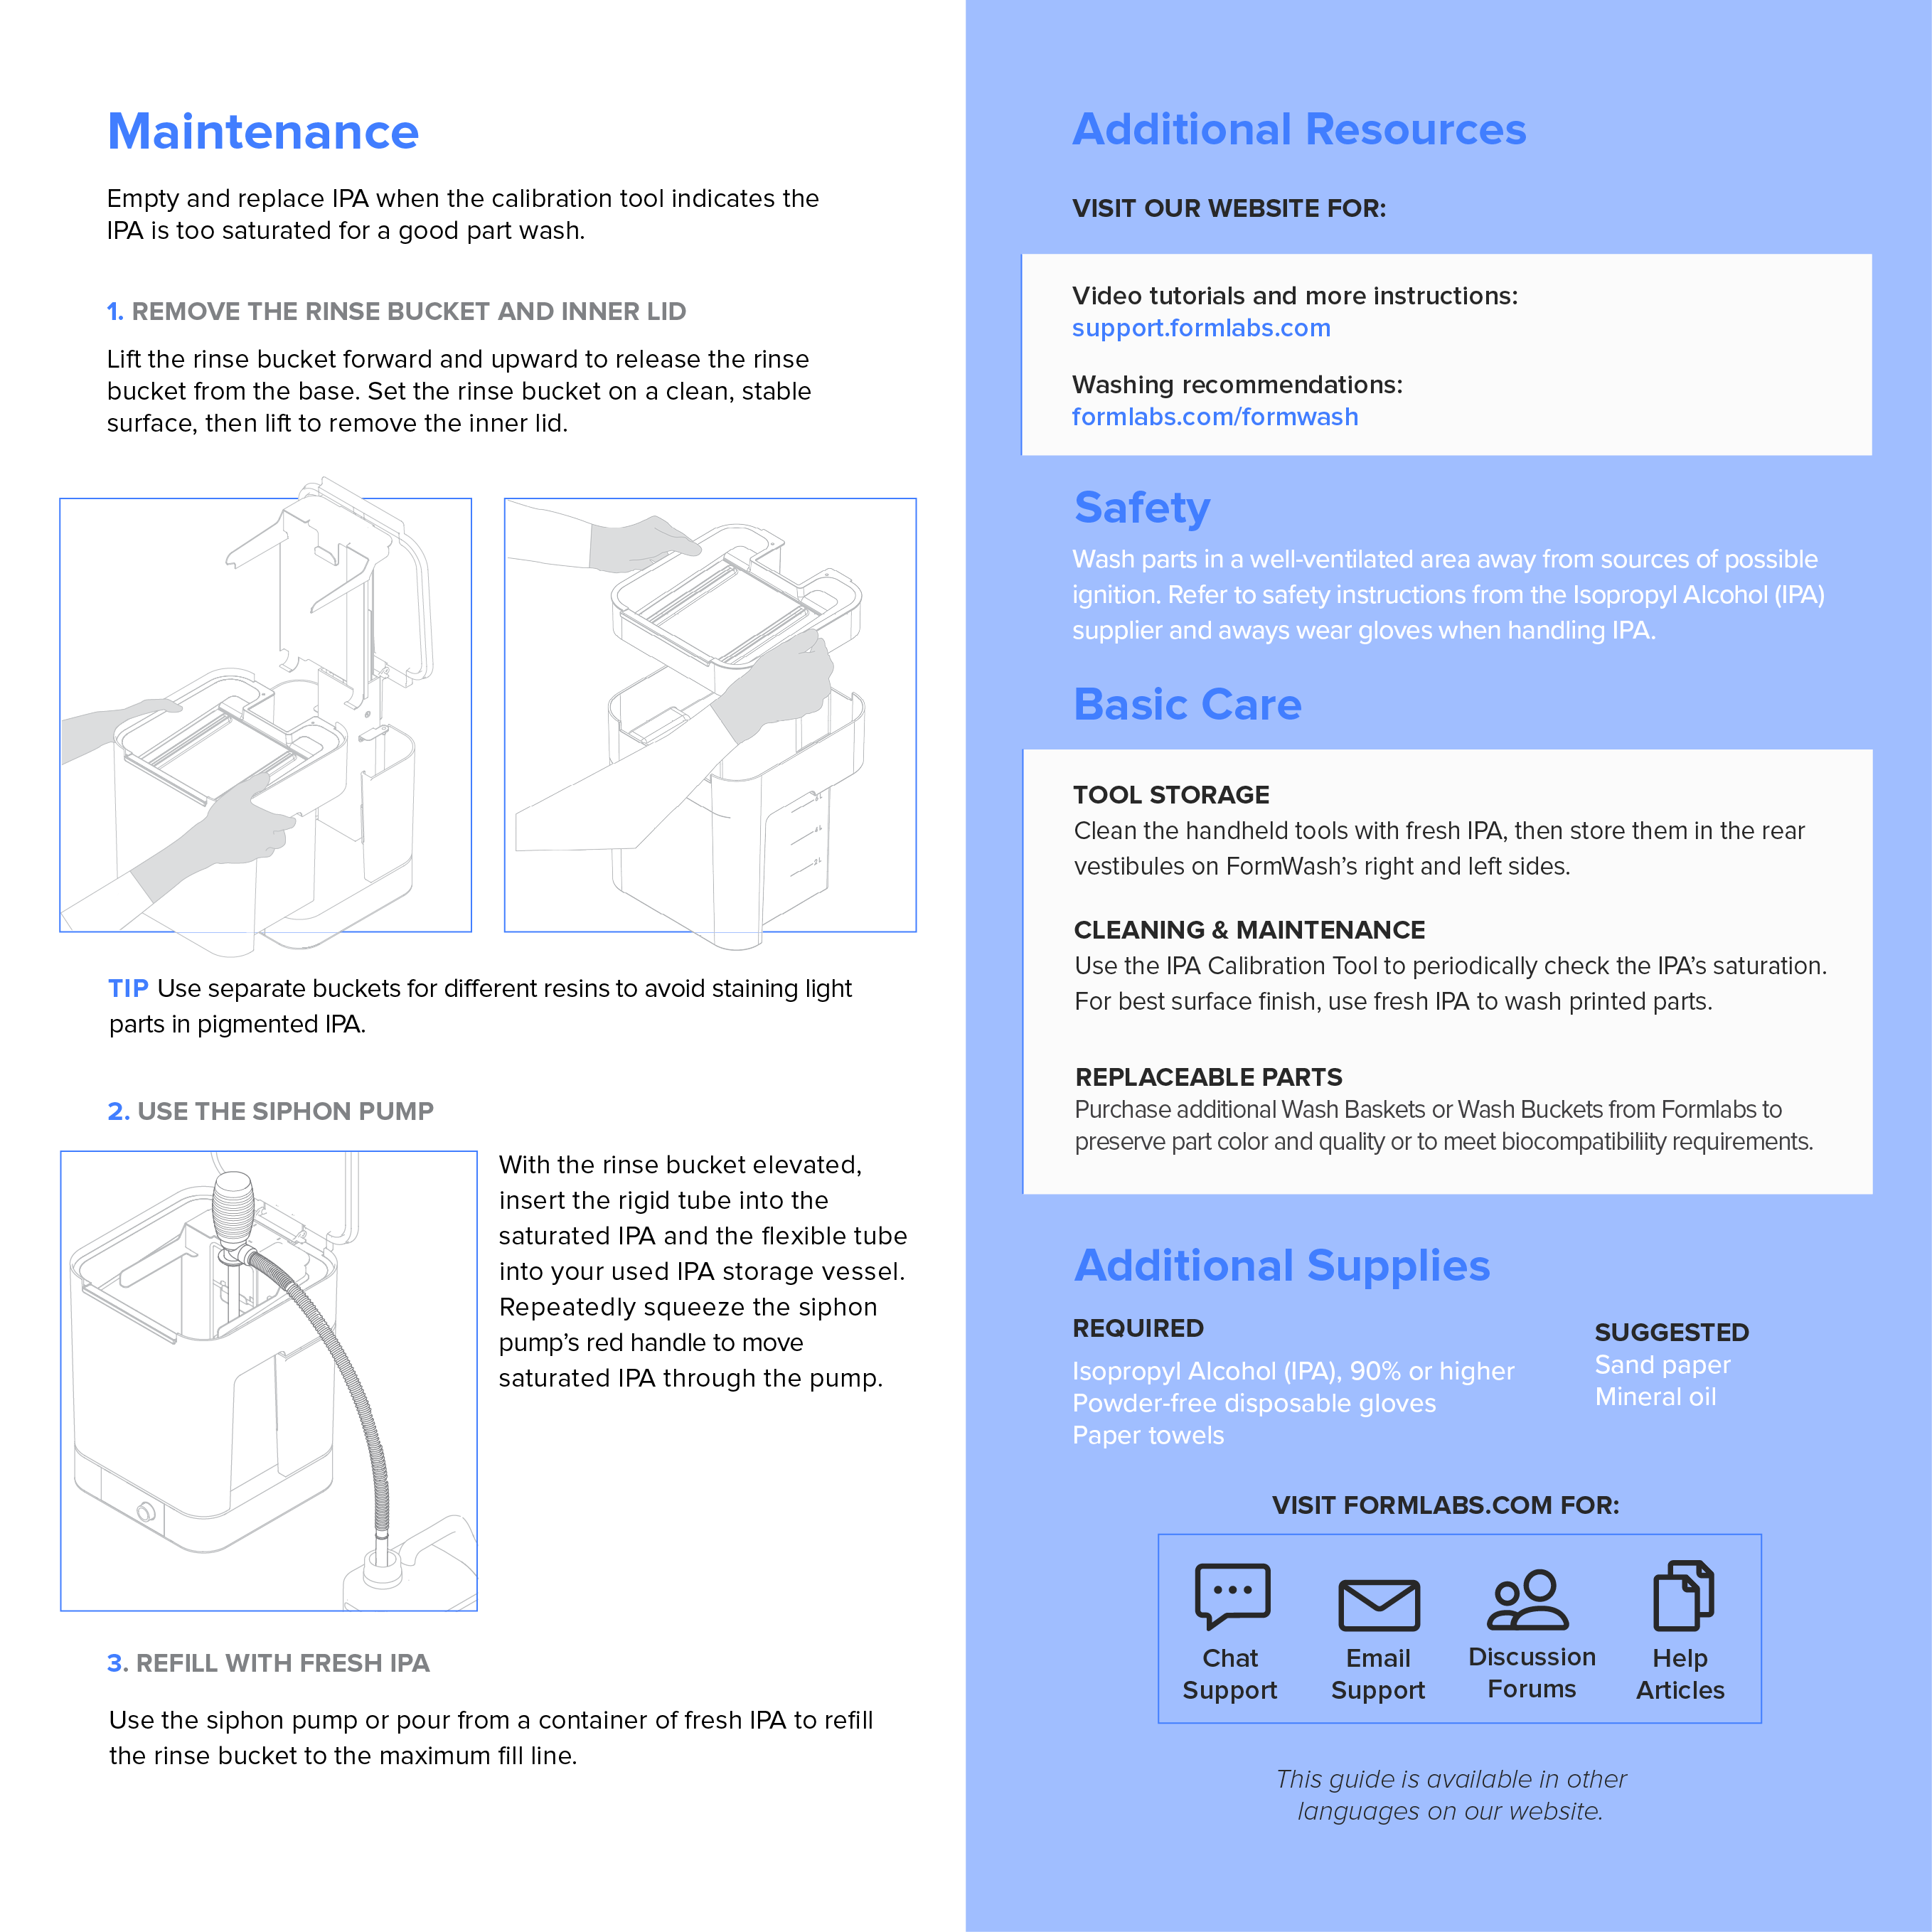 Maintenance
Empty and replace IPA when the calibration tool indicates the
IPA is too saturated for a good part wash.
1. REMOVE THE RINSE BUCKET AND INNER LID
Lift the rinse bucket forward and upward to release the rinse
bucket from the base. Set the rinse bucket on a clean, stable
surface, then lift to remove the inner lid.
4 L
2 L
TIP Use separate buckets for different resins to avoid staining light
parts in pigmented IPA.
2. USE THE SIPHON PUMP
With the rinse bucket elevated,
insert the rigid tube into the
saturated IPA and the flexible tube
into your used IPA storage vessel.
Repeatedly squeeze the siphon
pump’s red handle to move
saturated IPA through the pump.
3. REFILL WITH FRESH IPA
Use the siphon pump or pour from a container of fresh IPA to refill
the rinse bucket to the maximum fill line.
Additional Resources
VISIT OUR WEBSITE FOR:
Video tutorials and more instructions:
support.formlabs.com
Washing recommendations:
formlabs.com/formwash
Safety
Wash parts in a well-ventilated area away from sources of possible
ignition. Refer to safety instructions from the Isopropyl Alcohol (IPA)
supplier and aways wear gloves when handling IPA.
Basic Care
TOOL STORAGE
Clean the handheld tools with fresh IPA, then store them in the rear
vestibules on FormWash’s right and left sides.
CLEANING & MAINTENANCE
Use the IPA Calibration Tool to periodically check the IPA’s saturation.
For best surface finish, use fresh IPA to wash printed parts.
REPLACEABLE PARTS
Purchase additional Wash Baskets or Wash Buckets from Formlabs to
preserve part color and quality or to meet biocompatibiliity requirements.
Additional Supplies
REQUIRED
Isopropyl Alcohol (IPA), 90% or higher
Powder-free disposable gloves
Paper towels
SUGGESTED
Sand paper
Mineral oil
VISIT FORMLABS.COM FOR:
Chat
Support
Email
Support
Discussion
Forums
Help
Articles
This guide is available in other
languages on our website.